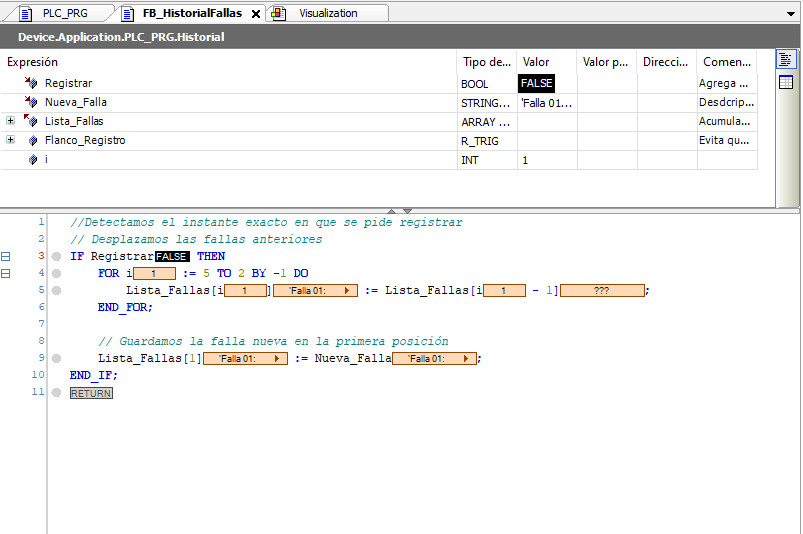 PLC_PRG FB_HistorialFallas Visualization
Device.Application.PLC_PRG.Historial
Expresión Tipo de... Valor Valor p... Direcci... Comen...
Registrar BOOL FALSE Agrega ...
Nueva_Falla STRING... 'Falla 01... Desdcrip...
Lista_Fallas ARRAY ... Acumula...
Flanco_Registro R_TRIG Evita qu...
i INT 1
1 //Detectamos el instante exacto en que se pide registrar
2 // Desplazamos las fallas anteriores
3 IF Registrar FALSE THEN
4 FOR i 1 := 5 TO 2 BY -1 DO
5 Lista_Fallas[i 1 ] 'Falla 01: := Lista_Fallas[i 1 - 1] ??? ;
6 END_FOR;
7
8 // Guardamos la falla nueva en la primera posición
9 Lista_Fallas[1] 'Falla 01: := Nueva_Falla 'Falla 01: ;
10 END_IF;
11 RETURN